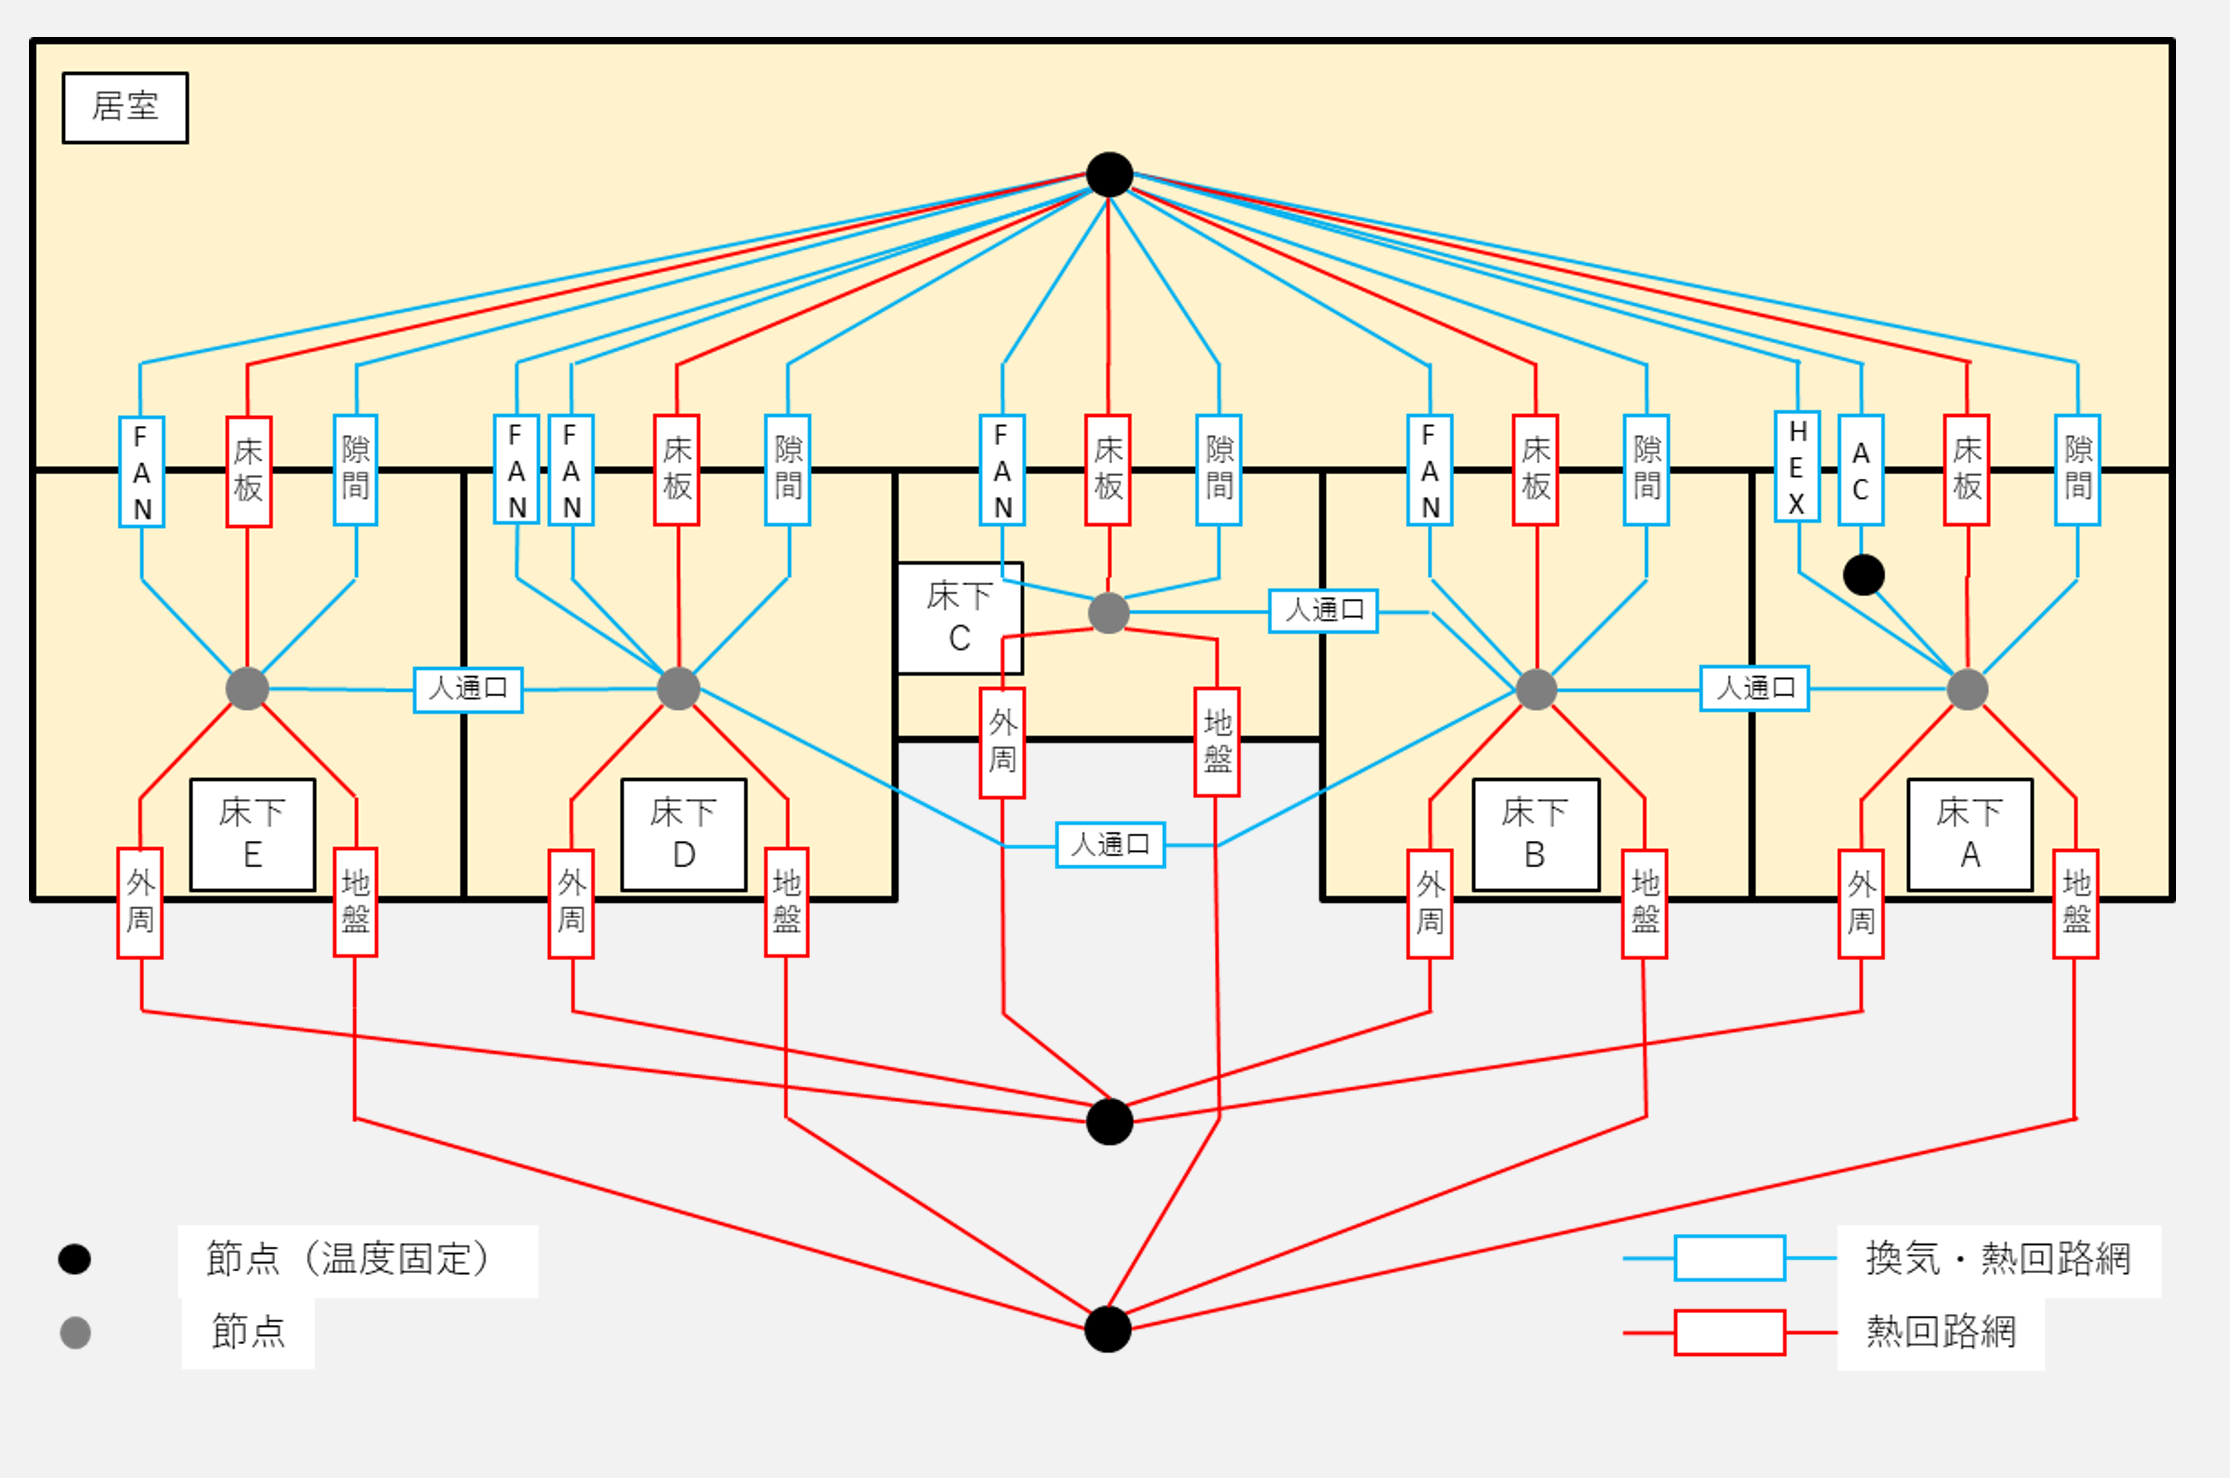 居室
FAN
床板
隙間
FAN
FAN
床板
隙間
FAN
床板
隙間
FAN
床板
隙間
HEX
AC
床板
隙間
床下
C
人通口
人通口
人通口
外周
地盤
人通口
床下
E
床下
D
床下
B
床下
A
外周
地盤
外周
地盤
外周
地盤
外周
地盤
節点（温度固定）
節点
換気・熱回路網
熱回路網